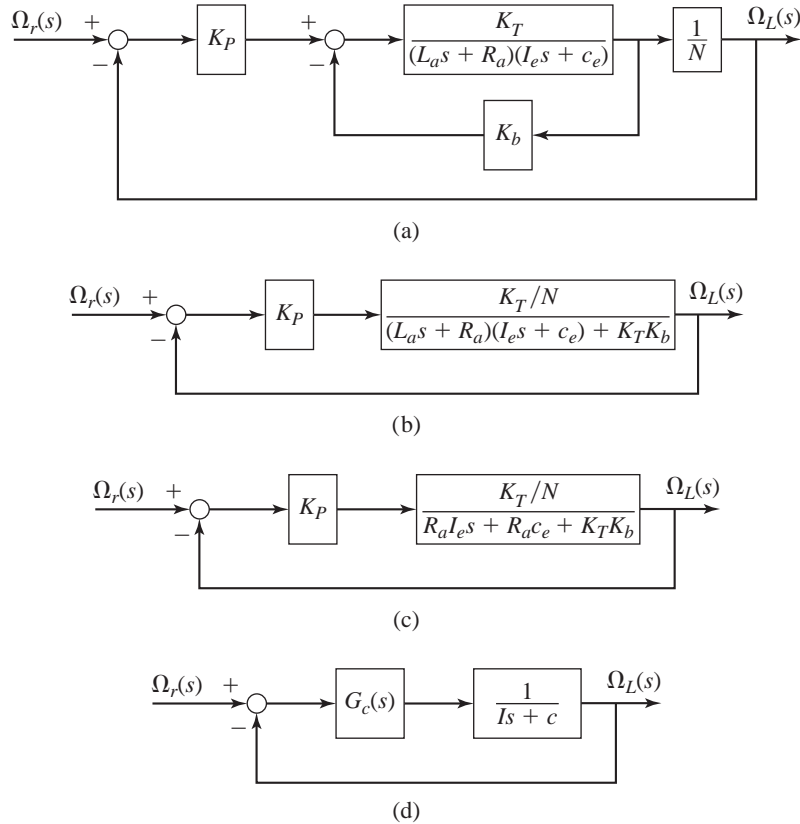 Ω_r(s) + − K_P + − K_T/((L_a s + R_a)(I_e s + c_e)) 1/N Ω_L(s)
K_b
(a)
Ω_r(s) + − K_P (K_T/N)/((L_a s + R_a)(I_e s + c_e) + K_T K_b) Ω_L(s)
(b)
Ω_r(s) + − K_P (K_T/N)/(R_a I_e s + R_a c_e + K_T K_b) Ω_L(s)
(c)
Ω_r(s) + − G_c(s) 1/(Is + c) Ω_L(s)
(d)